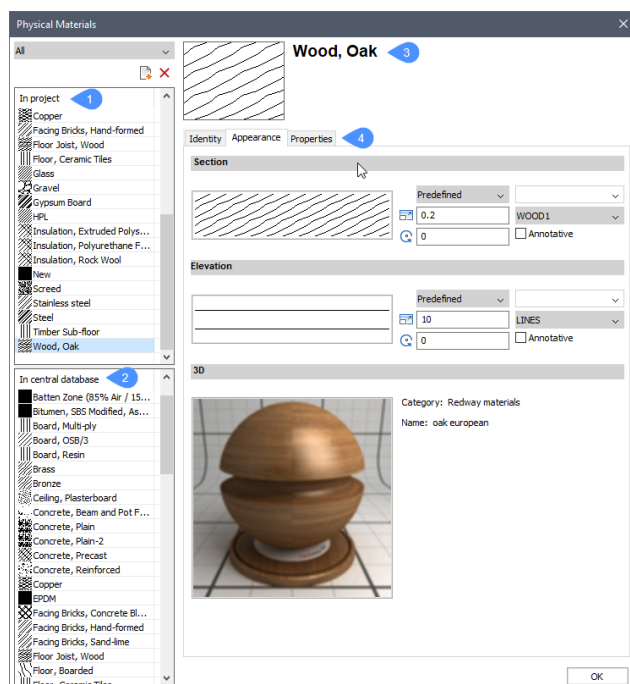 Physical Materials
All
In project
1
Copper
Facing Bricks, Hand-formed
Floor Joist, Wood
Floor, Ceramic Tiles
Glass
Gravel
Gypsum Board
HPL
Insulation, Extruded Polys...
Insulation, Polyurethane F...
Insulation, Rock Wool
New
Screed
Stainless steel
Steel
Timber Sub-floor
Wood, Oak
In central database
2
Batten Zone (85% Air / 15...
Bitumen, SBS Modified, As...
Board, Multi-ply
Board, OSB/3
Board, Resin
Brass
Bronze
Ceiling, Plasterboard
Concrete, Beam and Pot F...
Concrete, Plain
Concrete, Plain-2
Concrete, Precast
Concrete, Reinforced
Copper
EPDM
Facing Bricks, Concrete Bl...
Facing Bricks, Hand-formed
Facing Bricks, Sand-lime
Floor Joist, Wood
Floor, Boarded
Floor, Ceramic Tiles
Wood, Oak
3
Identity Appearance Properties
4
Section
Predefined
0.2 WOOD1
0 Annotative
Elevation
Predefined
10 LINES
0 Annotative
3D
Category: Redway materials
Name: oak european
OK